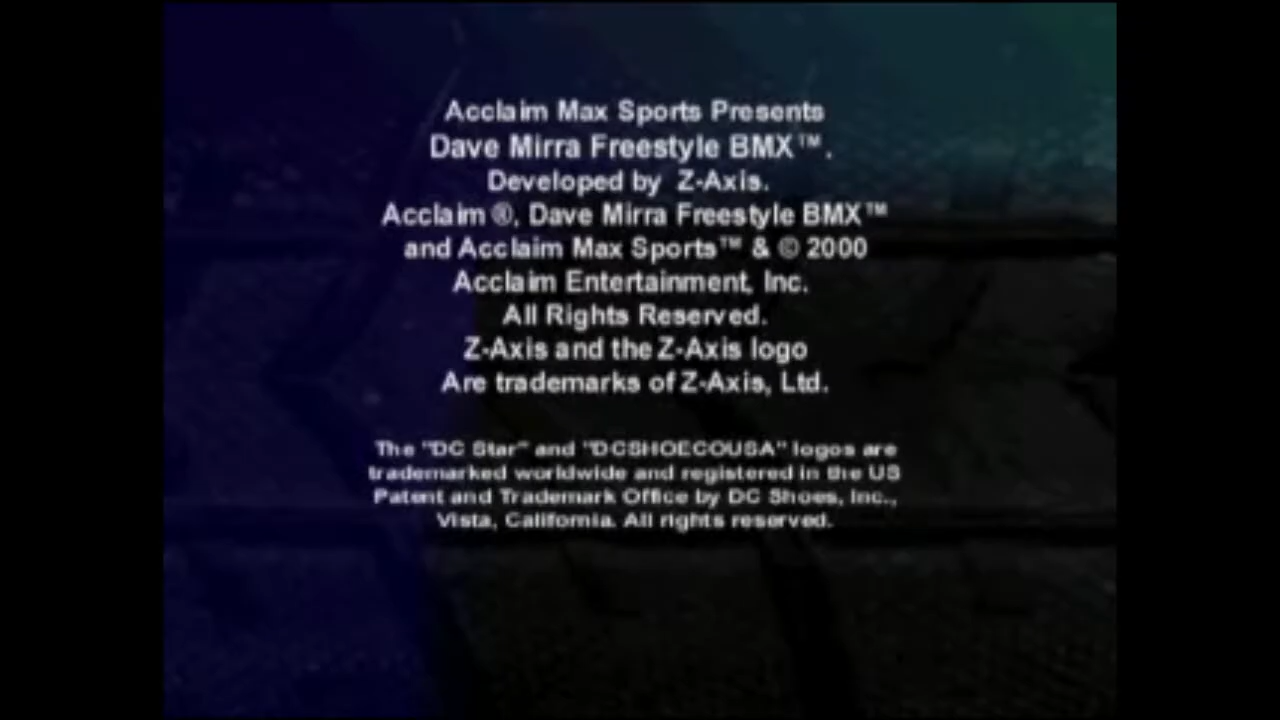 Acclaim Max Sports Presents
Dave Mirra Freestyle BMX™.
Developed by Z-Axis.
Acclaim ®, Dave Mirra Freestyle BMX™
and Acclaim Max Sports™ & © 2000
Acclaim Entertainment, Inc.
All Rights Reserved.
Z-Axis and the Z-Axis logo
Are trademarks of Z-Axis, Ltd.
The "DC Star" and "DCSHOECOUSA" logos are
trademarked worldwide and registered in the US
Patent and Trademark Office by DC Shoes, Inc.,
Vista, California. All rights reserved.